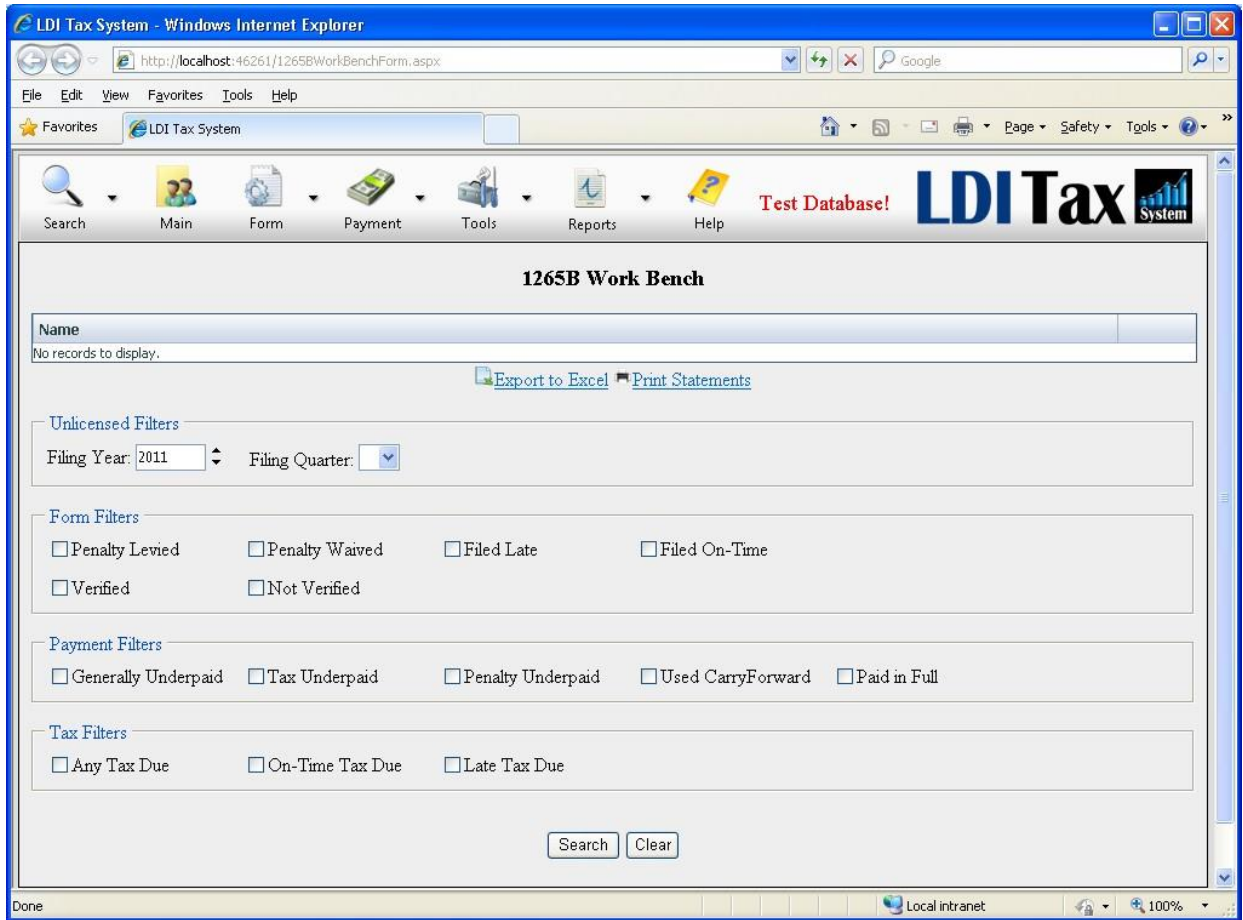 LDI Tax System - Windows Internet Explorer
http://localhost:46261/1265BWorkBenchForm.aspx
Google
File Edit View Favorites Tools Help
Favorites LDI Tax System Page Safety Tools
Search Main Form Payment Tools Reports Help Test Database! LDI Tax System
1265B Work Bench
Name
No records to display.
Export to Excel Print Statements
Unlicensed Filters
Filing Year: 2011 Filing Quarter:
Form Filters
Penalty Levied Penalty Waived Filed Late Filed On-Time
Verified Not Verified
Payment Filters
Generally Underpaid Tax Underpaid Penalty Underpaid Used CarryForward Paid in Full
Tax Filters
Any Tax Due On-Time Tax Due Late Tax Due
Search Clear
Done Local intranet 100%